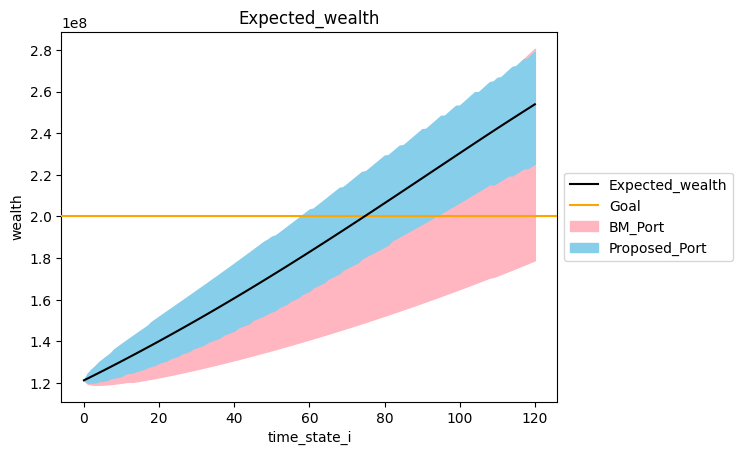 Expected_wealth
1e8
2.8
2.6
2.4
2.2
2.0
1.8
1.6
1.4
1.2
wealth
0 20 40 60 80 100 120
time_state_i
Expected_wealth
Goal
BM_Port
Proposed_Port